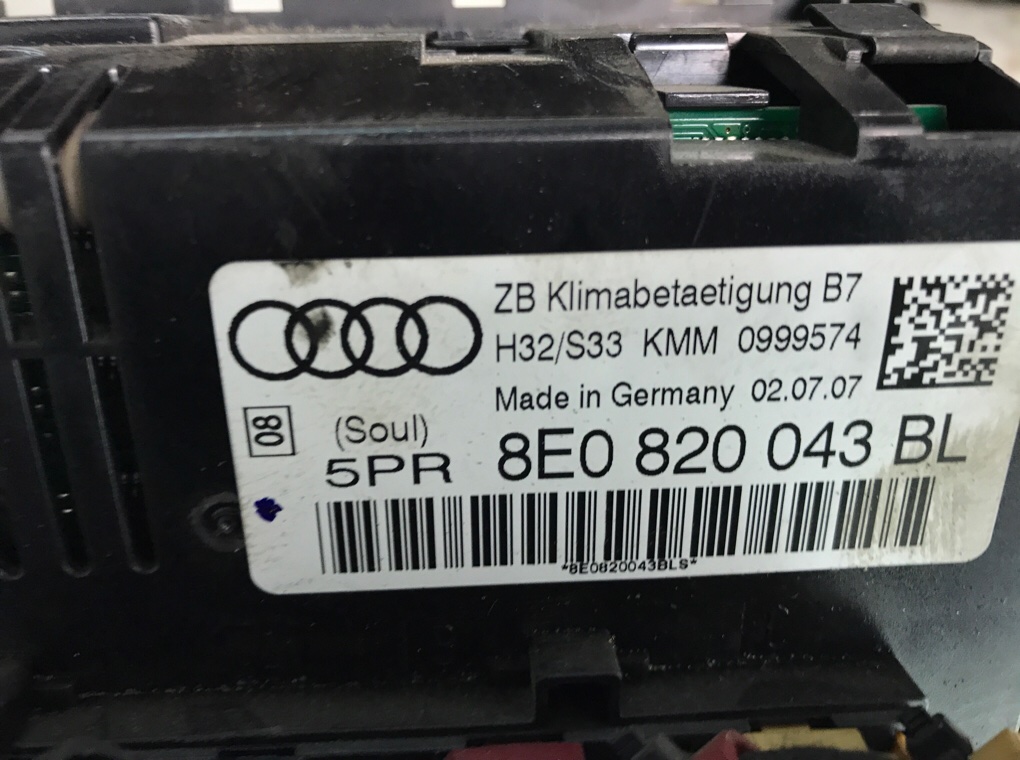 ZB Klimabetaetigung B7
H32/S33 KMM 0999574
Made in Germany 02.07.07
08
(Soul)
5PR 8E0 820 043 BL
*8E0820043BLS*